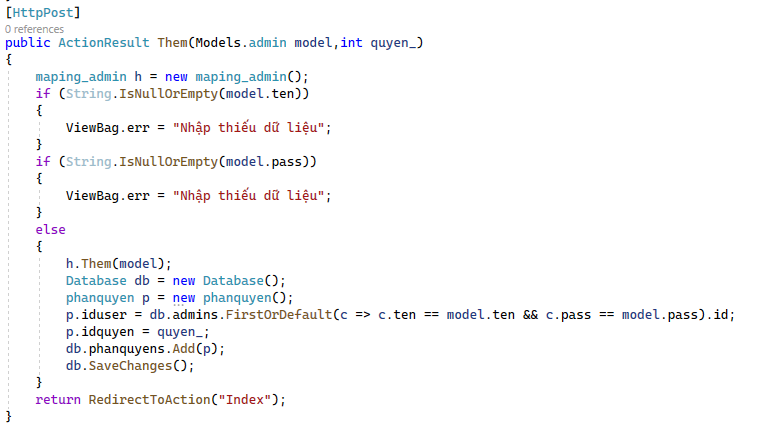 [HttpPost]
0 references
public ActionResult Them(Models.admin model,int quyen_)
{
maping_admin h = new maping_admin();
if (String.IsNullOrEmpty(model.ten))
{
ViewBag.err = "Nhập thiếu dữ liệu";
}
if (String.IsNullOrEmpty(model.pass))
{
ViewBag.err = "Nhập thiếu dữ liệu";
}
else
{
h.Them(model);
Database db = new Database();
phanquyen p = new phanquyen();
p.iduser = db.admins.FirstOrDefault(c => c.ten == model.ten && c.pass == model.pass).id;
p.idquyen = quyen_;
db.phanquyens.Add(p);
db.SaveChanges();
}
return RedirectToAction("Index");
}